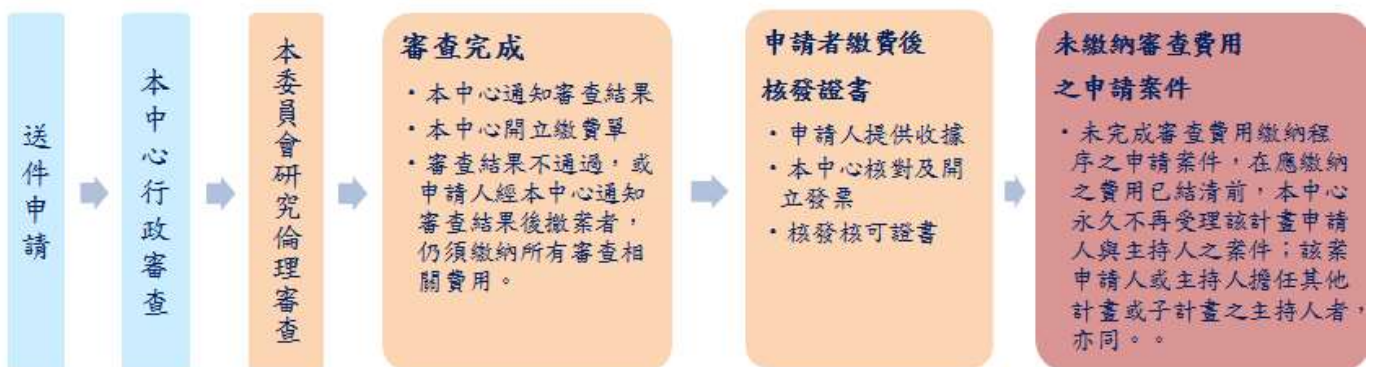 送件申請
本中心行政審查
本委員會研究倫理審查
審查完成
・本中心通知審查結果
・本中心開立繳費單
・審查結果不通過，或
申請人經本中心通知
審查結果後撤案者，
仍須繳納所有審查相
關費用。
申請者繳費後
核發證書
・申請人提供收據
・本中心核對及開
立發票
・核發核可證書
未繳納審查費用
之申請案件
・未完成審查費用繳納程
序之申請案件，在應繳納
之費用已結清前，本中心
永久不再受理該計畫申請
人與主持人之案件；該案
申請人或主持人擔任其他
計畫或子計畫之主持人者，
亦同。。